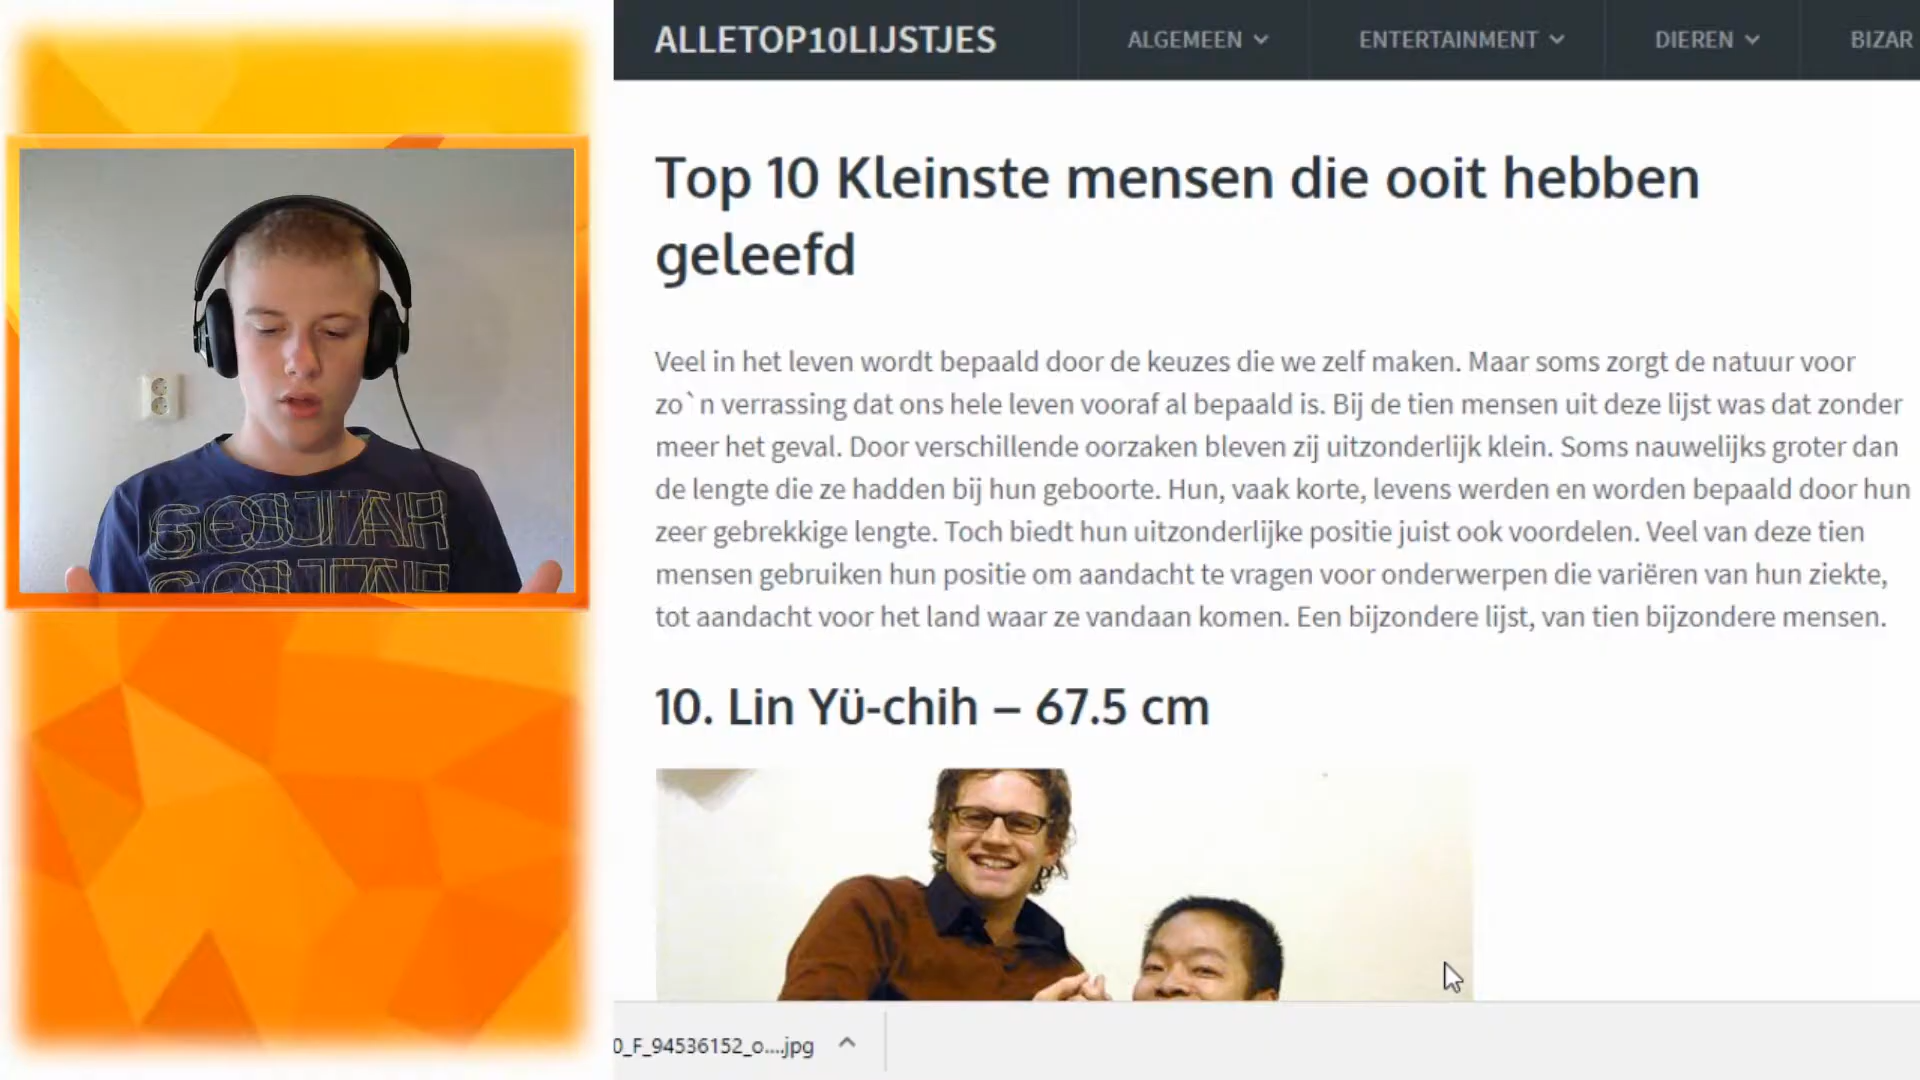 ALLETOP10LIJSTJES
ALGEMEEN
ENTERTAINMENT
DIEREN
BIZAR
Top 10 Kleinste mensen die ooit hebben
geleefd
Veel in het leven wordt bepaald door de keuzes die we zelf maken. Maar soms zorgt de natuur voor
zo`n verrassing dat ons hele leven vooraf al bepaald is. Bij de tien mensen uit deze lijst was dat zonder
meer het geval. Door verschillende oorzaken bleven zij uitzonderlijk klein. Soms nauwelijks groter dan
de lengte die ze hadden bij hun geboorte. Hun, vaak korte, levens werden en worden bepaald door hun
zeer gebrekkige lengte. Toch biedt hun uitzonderlijke positie juist ook voordelen. Veel van deze tien
mensen gebruiken hun positie om aandacht te vragen voor onderwerpen die variëren van hun ziekte,
tot aandacht voor het land waar ze vandaan komen. Een bijzondere lijst, van tien bijzondere mensen.
10. Lin Yü-chih – 67.5 cm
0_F_94536152_o....jpg